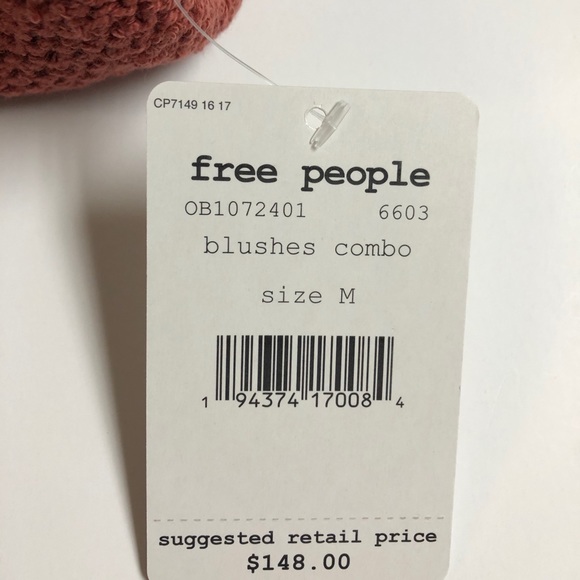 CP7149 16 17
free people
OB1072401 6603
blushes combo
size M
1 94374 17008 4
suggested retail price
$148.00